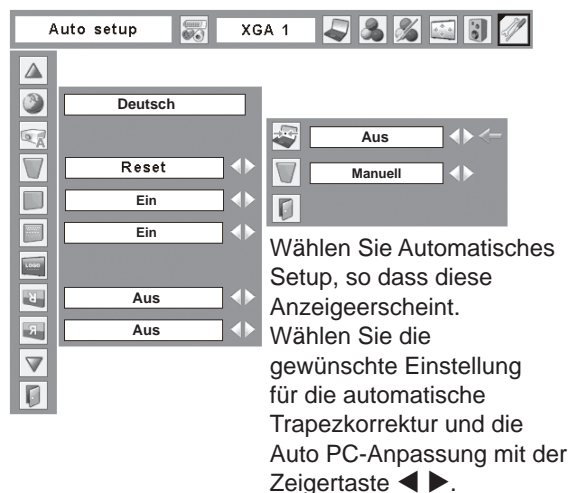 Auto setup XGA 1
Deutsch
Reset
Ein
Ein
LOGO
Aus
Aus
Aus
Manuell
Wählen Sie Automatisches
Setup, so dass diese
Anzeigeerscheint.
Wählen Sie die
gewünschte Einstellung
für die automatische
Trapezkorrektur und die
Auto PC-Anpassung mit der
Zeigertaste ◀ ▶.